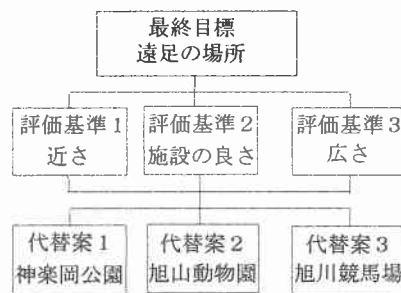 最終目標
遠足の場所
評価基準1
近さ
評価基準2
施設の良さ
評価基準3
広さ
代替案1
神楽岡公園
代替案2
旭山動物園
代替案3
旭川競馬場